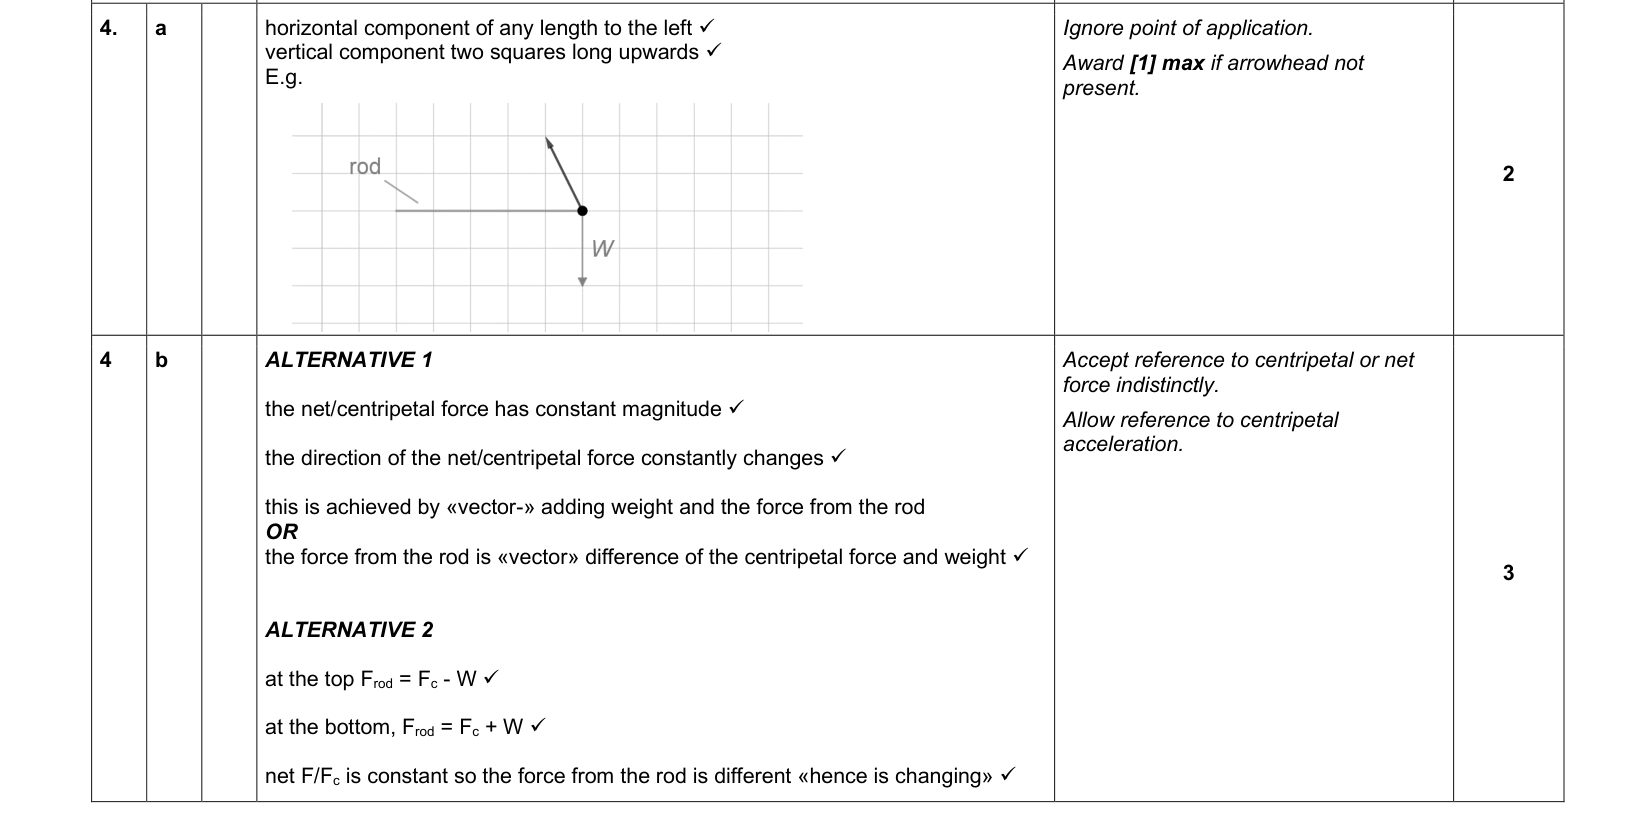 4. a horizontal component of any length to the left ✓ Ignore point of application.
vertical component two squares long upwards ✓ Award [1] max if arrowhead not
E.g. present.
rod
2
W
4 b ALTERNATIVE 1 Accept reference to centripetal or net
force indistinctly.
the net/centripetal force has constant magnitude ✓
Allow reference to centripetal
acceleration.
the direction of the net/centripetal force constantly changes ✓
this is achieved by «vector-» adding weight and the force from the rod
OR
the force from the rod is «vector» difference of the centripetal force and weight ✓
3
ALTERNATIVE 2
at the top Frod = Fc - W ✓
at the bottom, Frod = Fc + W ✓
net F/Fc is constant so the force from the rod is different «hence is changing» ✓